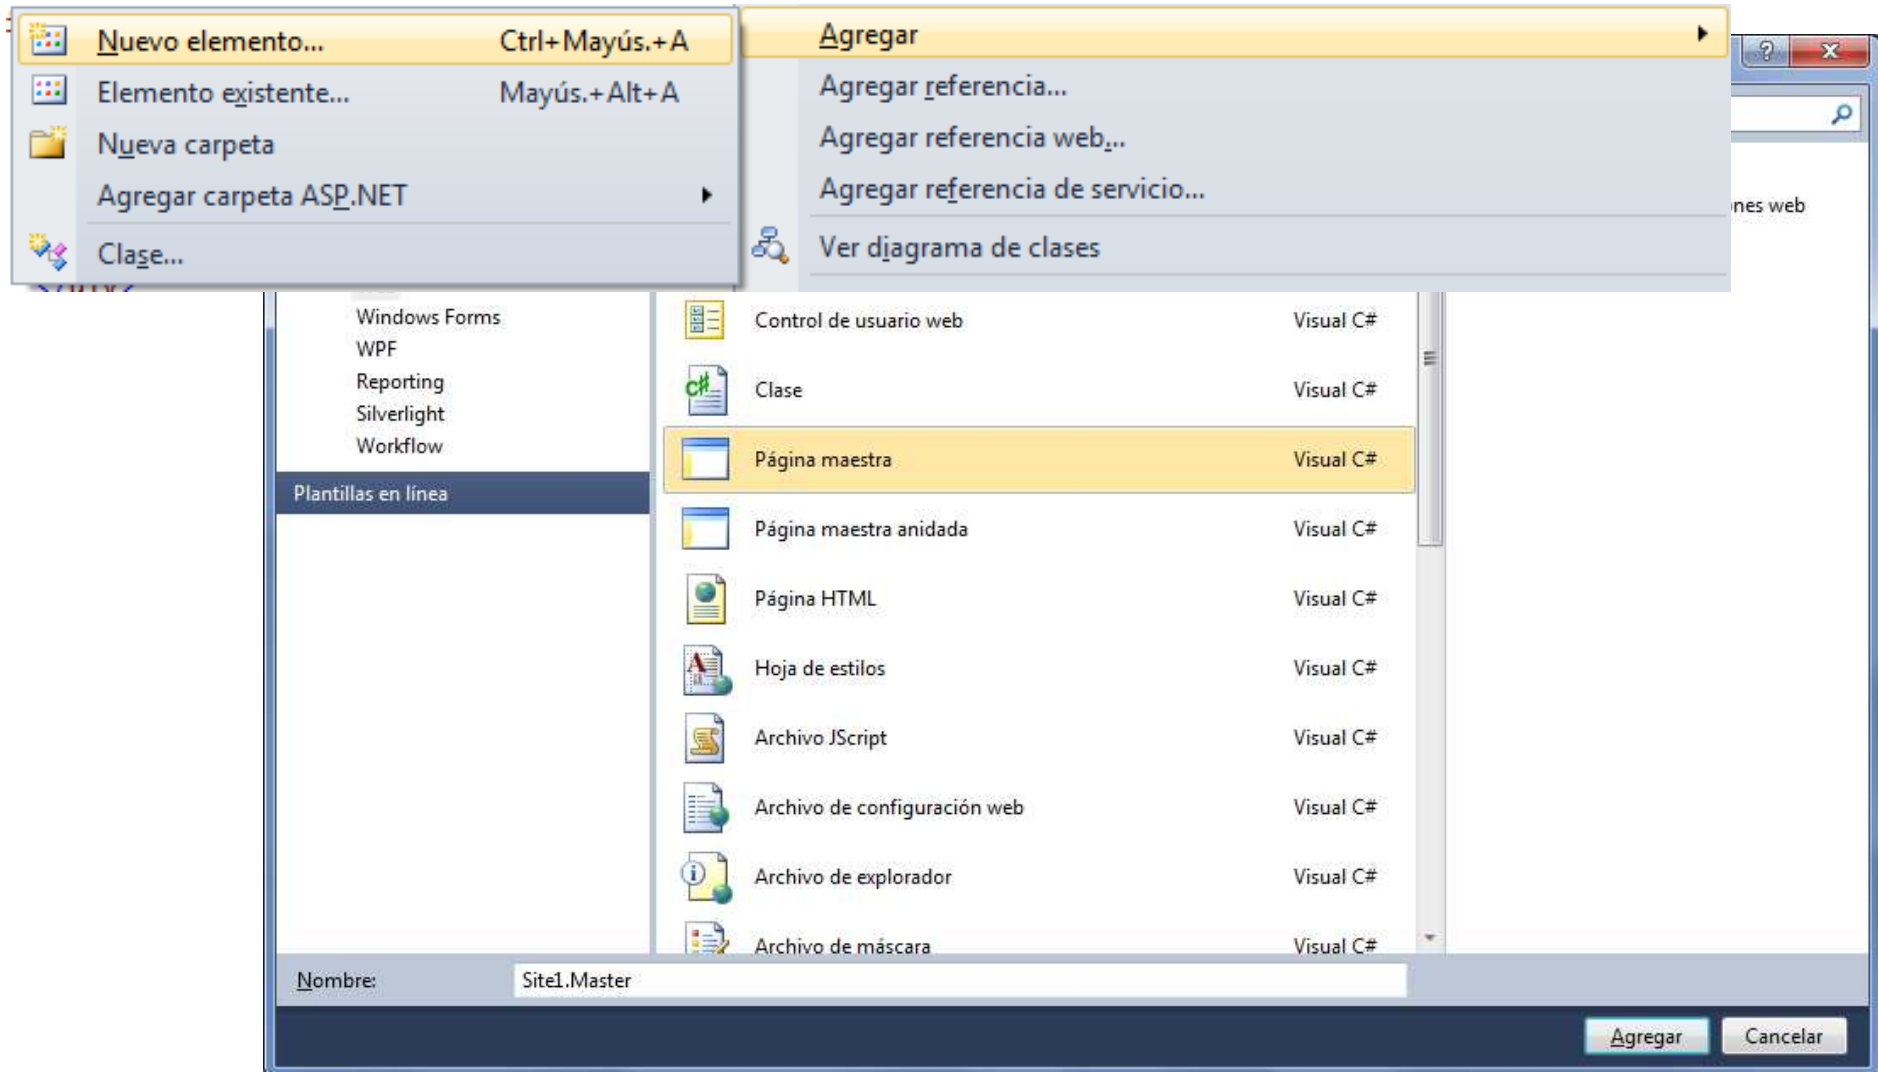 Nuevo elemento... Ctrl+Mayús.+A
Elemento existente... Mayús.+Alt+A
Nueva carpeta
Agregar carpeta ASP.NET
Clase...
Agregar
Agregar referencia...
Agregar referencia web...
Agregar referencia de servicio...
Ver diagrama de clases
nes web
Windows Forms
WPF
Reporting
Silverlight
Workflow
Plantillas en línea
Control de usuario web Visual C#
Clase Visual C#
Página maestra Visual C#
Página maestra anidada Visual C#
Página HTML Visual C#
Hoja de estilos Visual C#
Archivo JScript Visual C#
Archivo de configuración web Visual C#
Archivo de explorador Visual C#
Archivo de máscara Visual C#
Nombre: Site1.Master
Agregar Cancelar